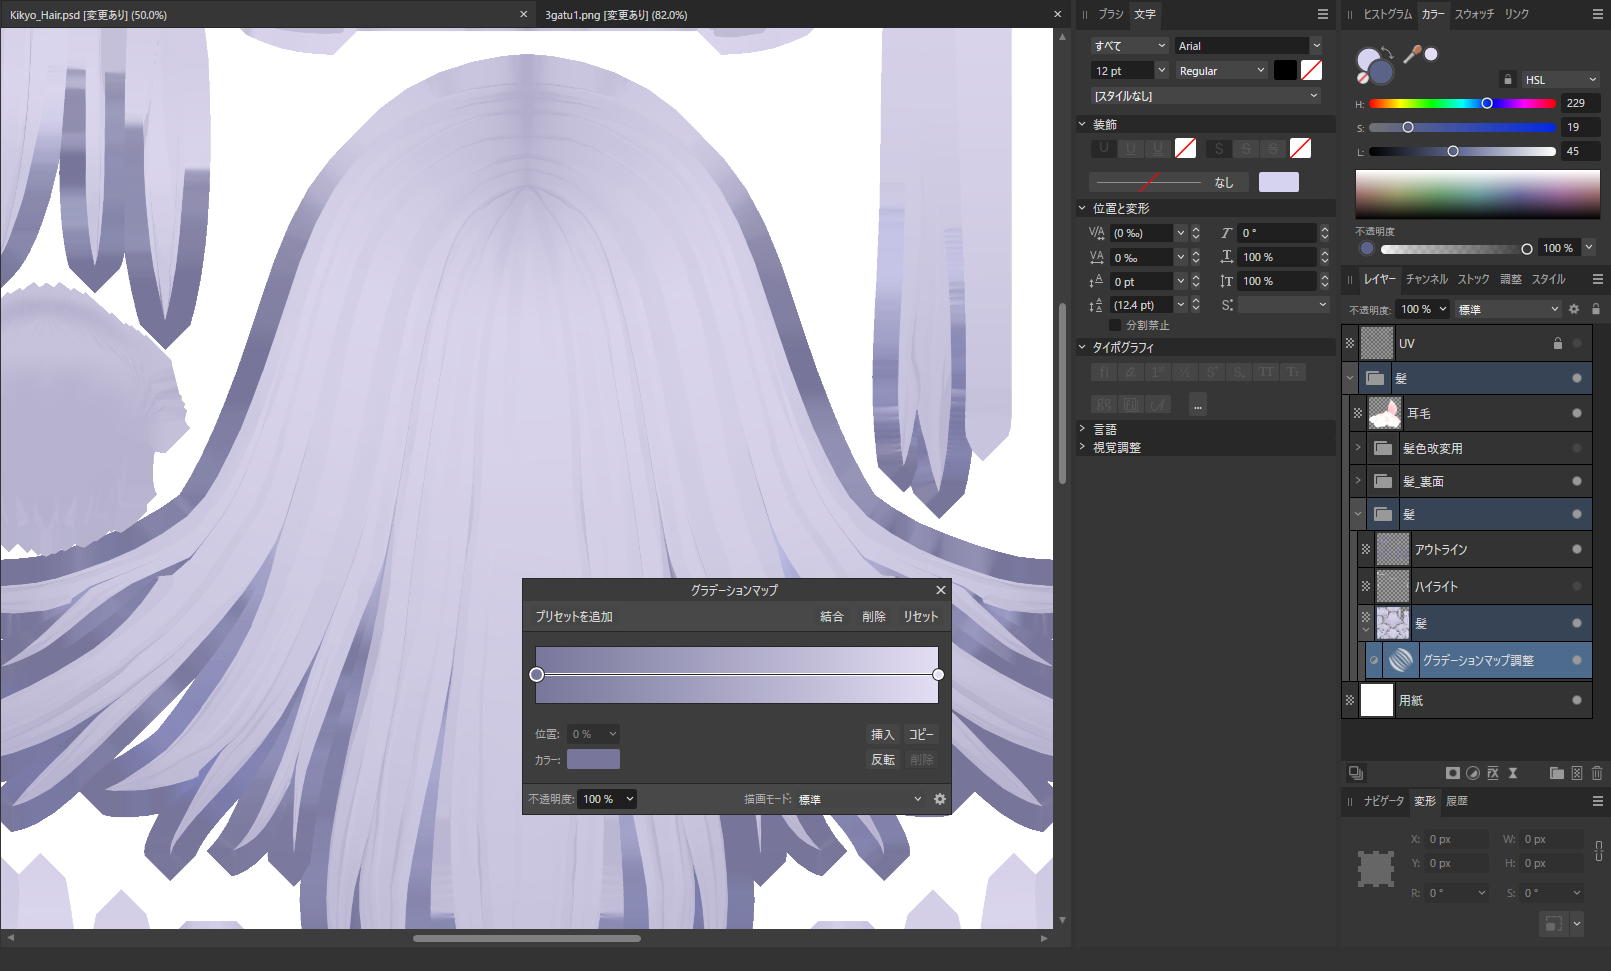 Kikyo_Hair.psd [変更あり] (50.0%)
3gatu1.png [変更あり] (82.0%)
ブラシ
文字
すべて
Arial
12 pt
Regular
[スタイルなし]
装飾
U U U S S S
なし
位置と変形
(0 ‰)
0 °
0 ‰
100 %
0 pt
100 %
(12.4 pt)
分割禁止
タイポグラフィ
...
言語
視覚調整
ヒストグラム カラー スウォッチ リンク
HSL
H: 229
S: 19
L: 45
不透明度
100 %
レイヤー チャンネル ストック 調整 スタイル
不透明度: 100 % 標準
UV
髪
耳毛
髪色改変用
髪_裏面
髪
アウトライン
ハイライト
髪
グラデーションマップ調整
用紙
ナビゲータ 変形 履歴
X: 0 px W: 0 px
Y: 0 px H: 0 px
R: 0 ° S: 0 °
グラデーションマップ
プリセットを追加 結合 削除 リセット
位置: 0 % 挿入 コピー
カラー: 反転 削除
不透明度: 100 % 描画モード: 標準